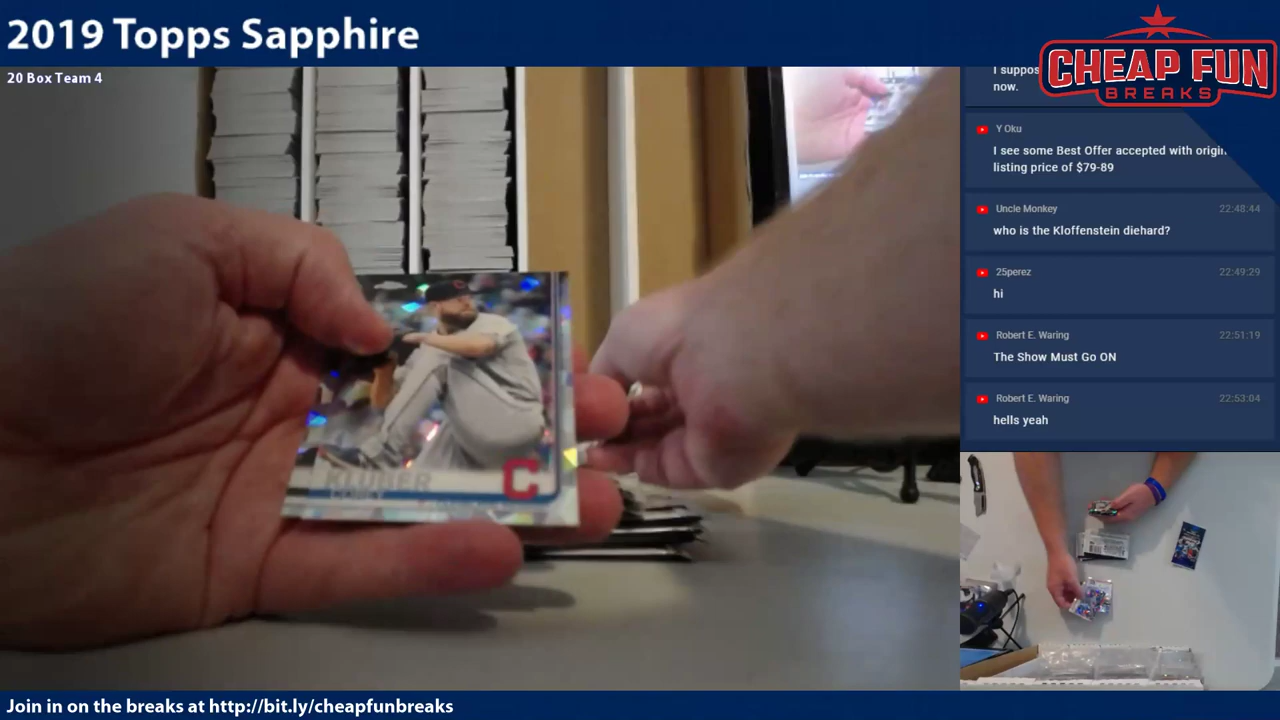 2019 Topps Sapphire
20 Box Team 4
CHEAP FUN
BREAKS
I suppos
now.
Y Oku
I see some Best Offer accepted with origin
listing price of $79-89
Uncle Monkey 22:48:44
who is the Kloffenstein diehard?
25perez 22:49:29
hi
Robert E. Waring 22:51:19
The Show Must Go ON
Robert E. Waring 22:53:04
hells yeah
KLUBER
COREY
C
Join in on the breaks at http://bit.ly/cheapfunbreaks